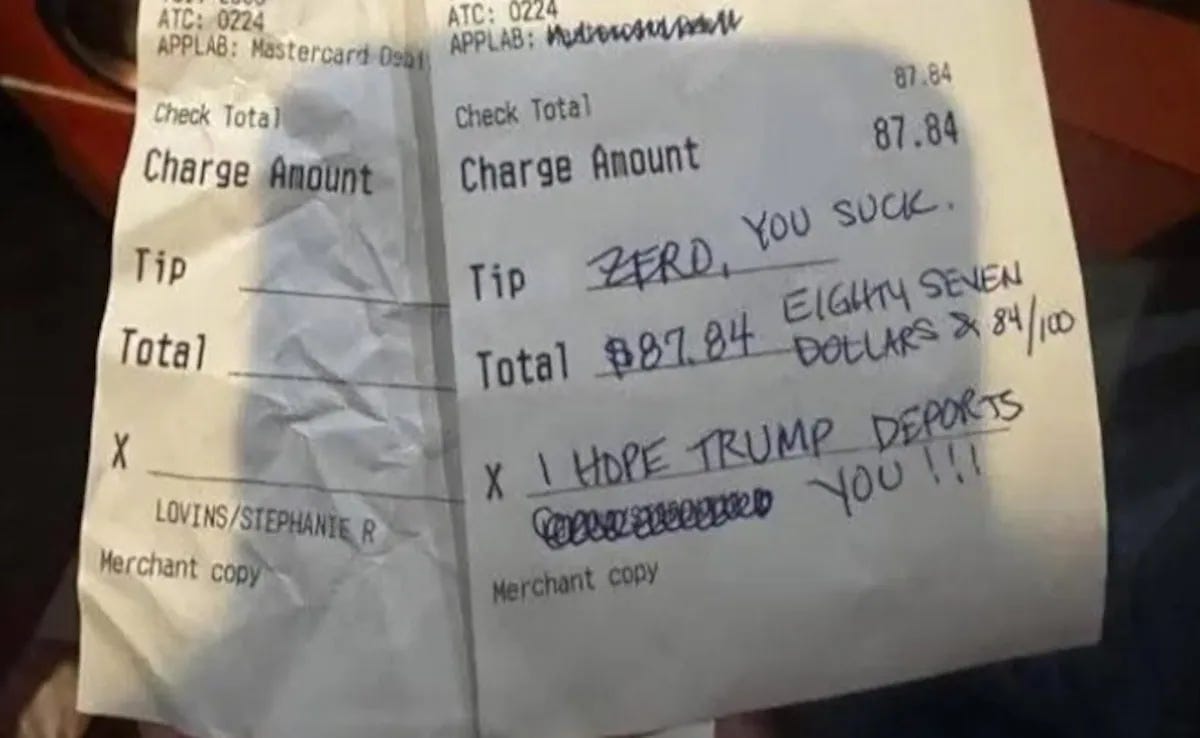 ATC: 0224
APPLAB: Mastercard Debi
Check Total
Charge Amount
Tip
Total
X
LOVINS/STEPHANIE R
Merchant copy
ATC: 0224
APPLAB:
Check Total 87.84
Charge Amount 87.84
Tip ZERO, YOU SUCK.
Total $87.84 EIGHTY SEVEN
DOLLARS & 84/100
X I HOPE TRUMP DEPORTS
YOU !!!
Merchant copy